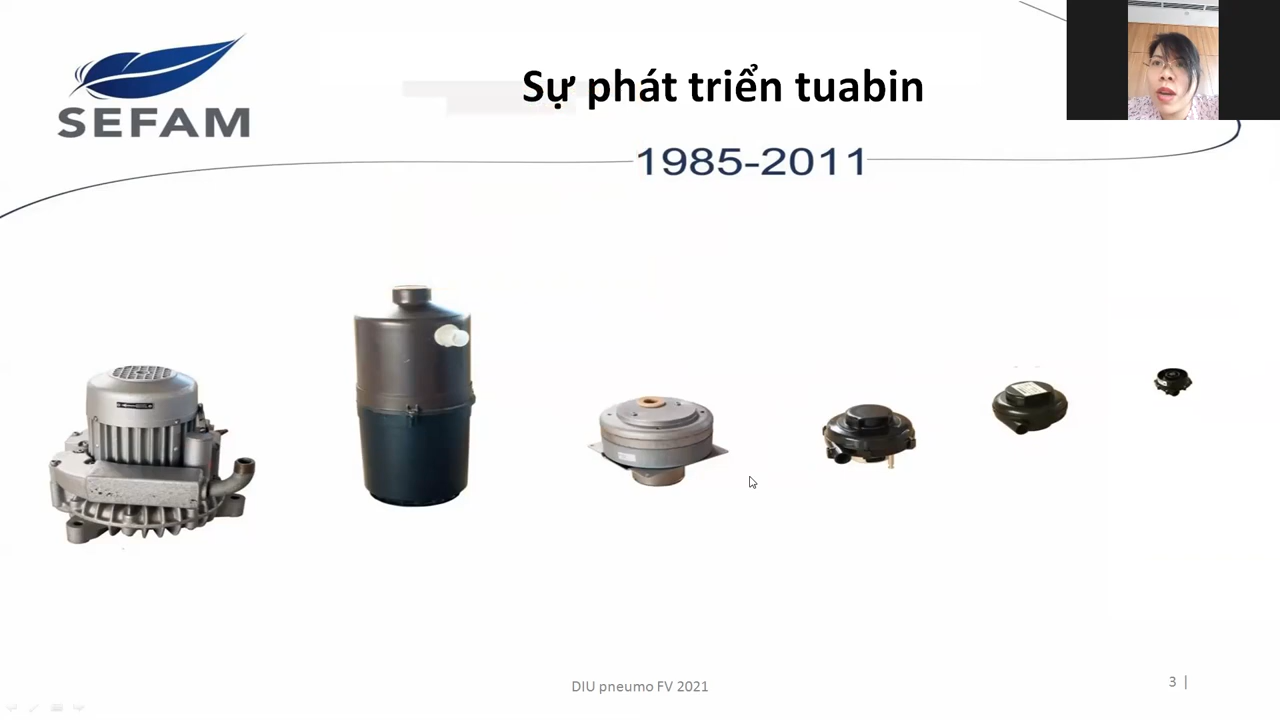 SEFAM
Sự phát triển tuabin
1985-2011
DIU pneumo FV 2021
3 |